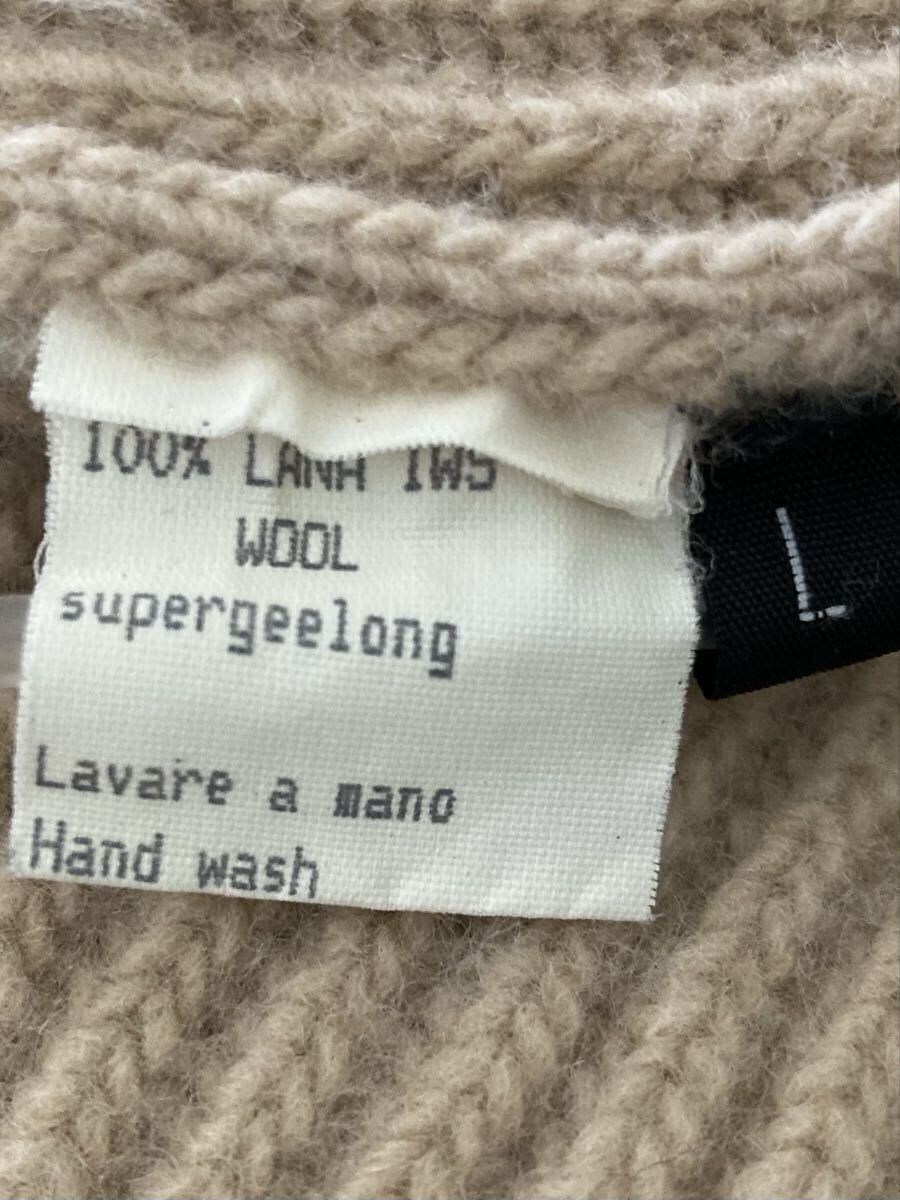 100% LANA IWS
WOOL
supergeelong
Lavare a mano
Hand wash
L